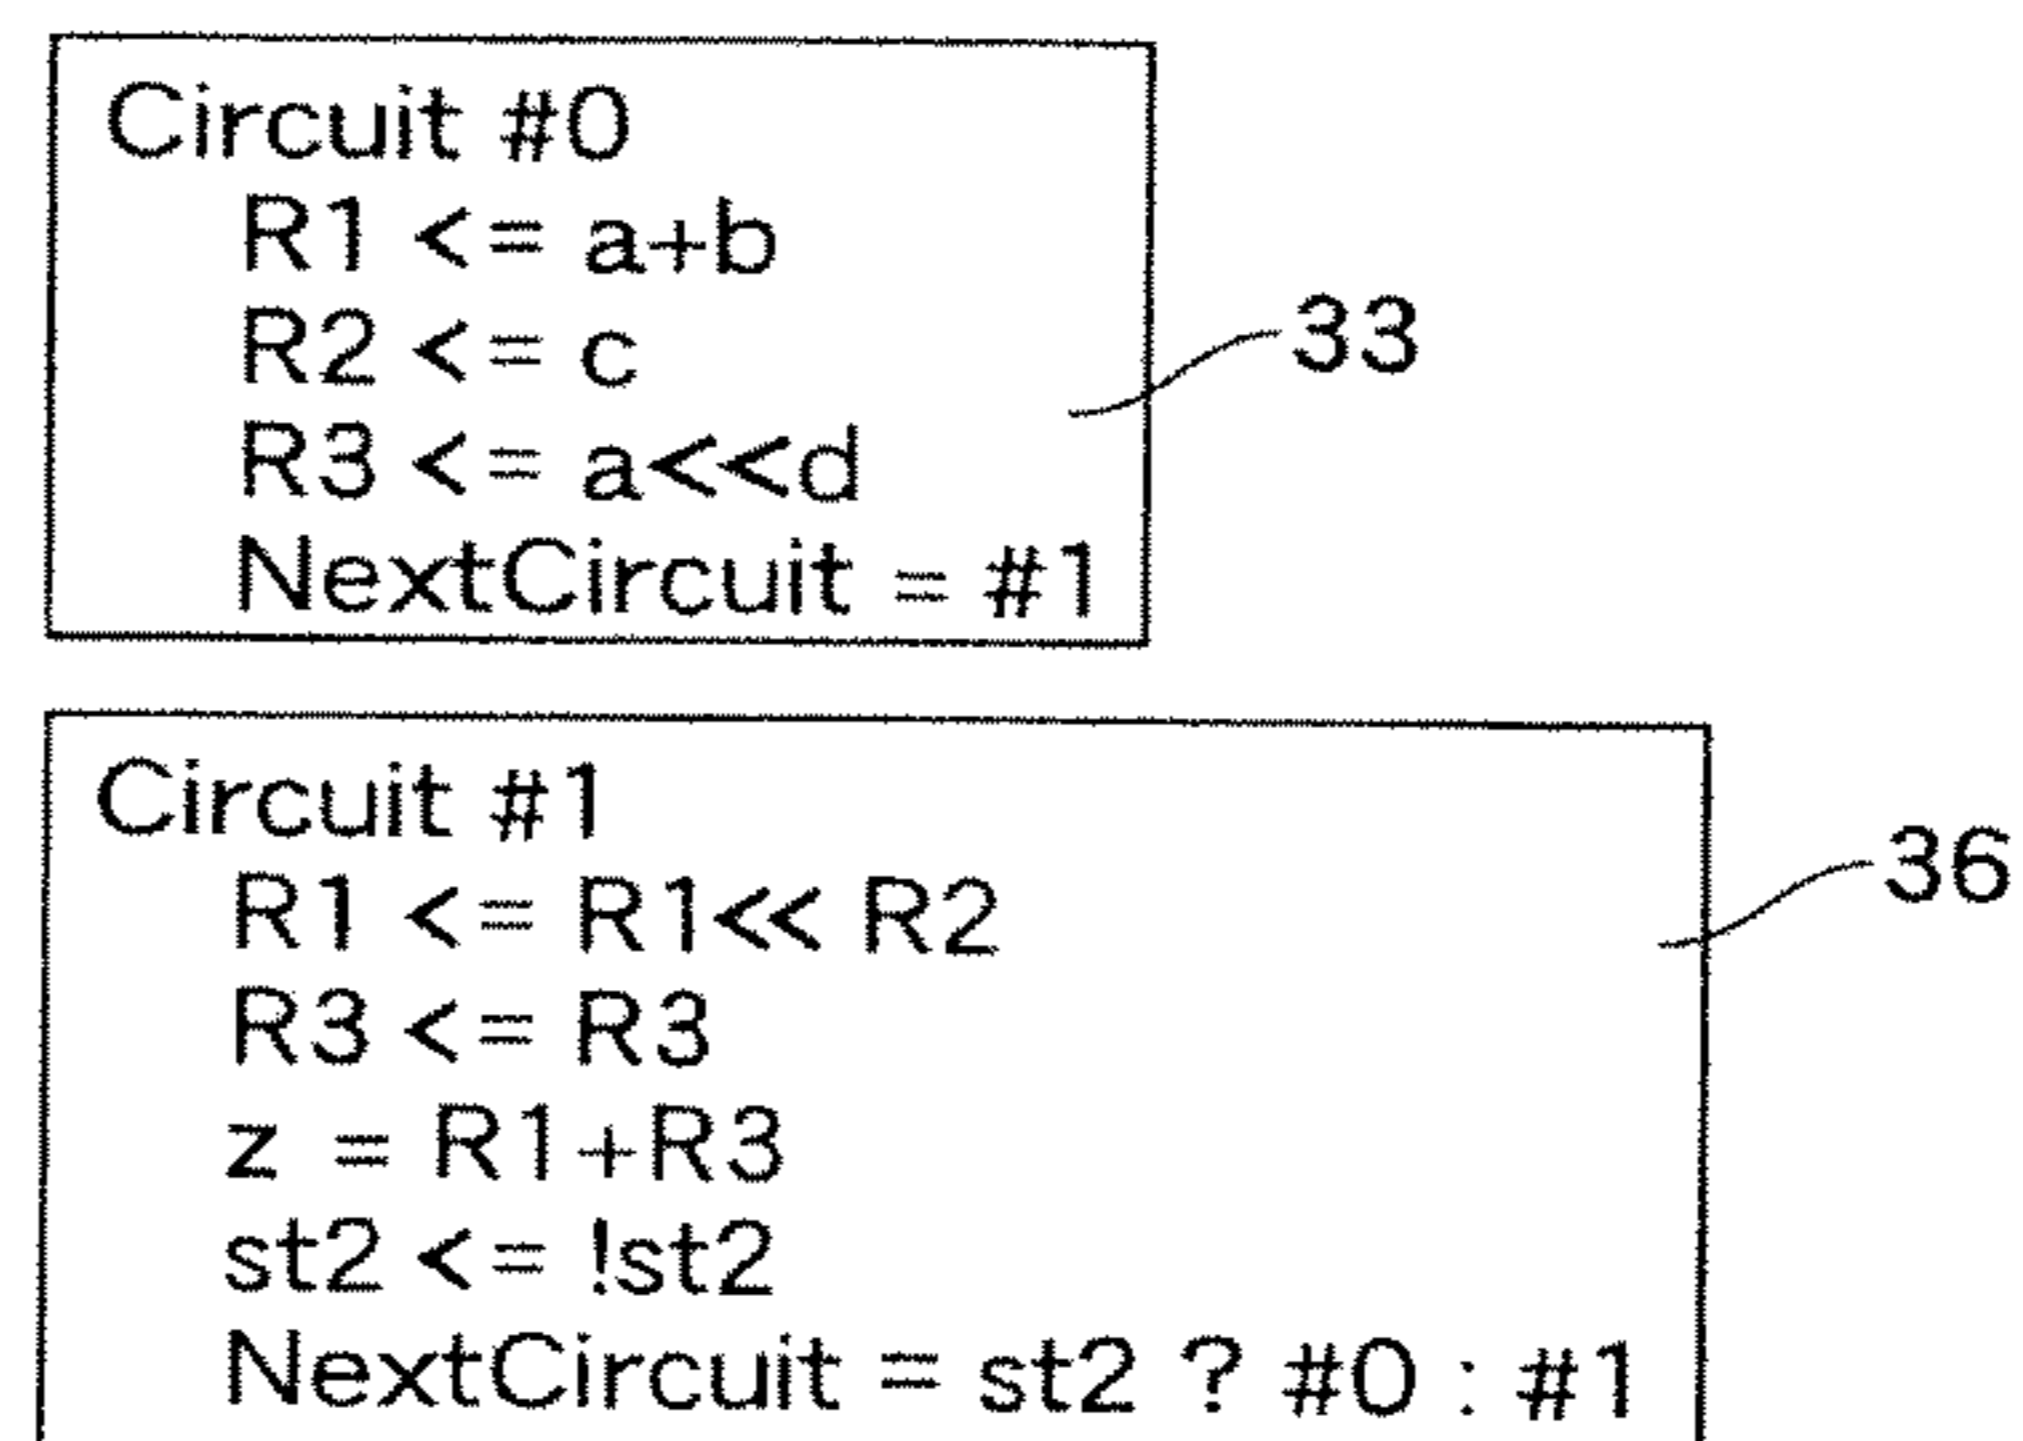 Circuit #0
R1 <= a+b
R2 <= c
R3 <= a<<d
NextCircuit = #1
33
Circuit #1
R1 <= R1<< R2
R3 <= R3
z = R1+R3
st2 <= !st2
NextCircuit = st2 ? #0 : #1
36